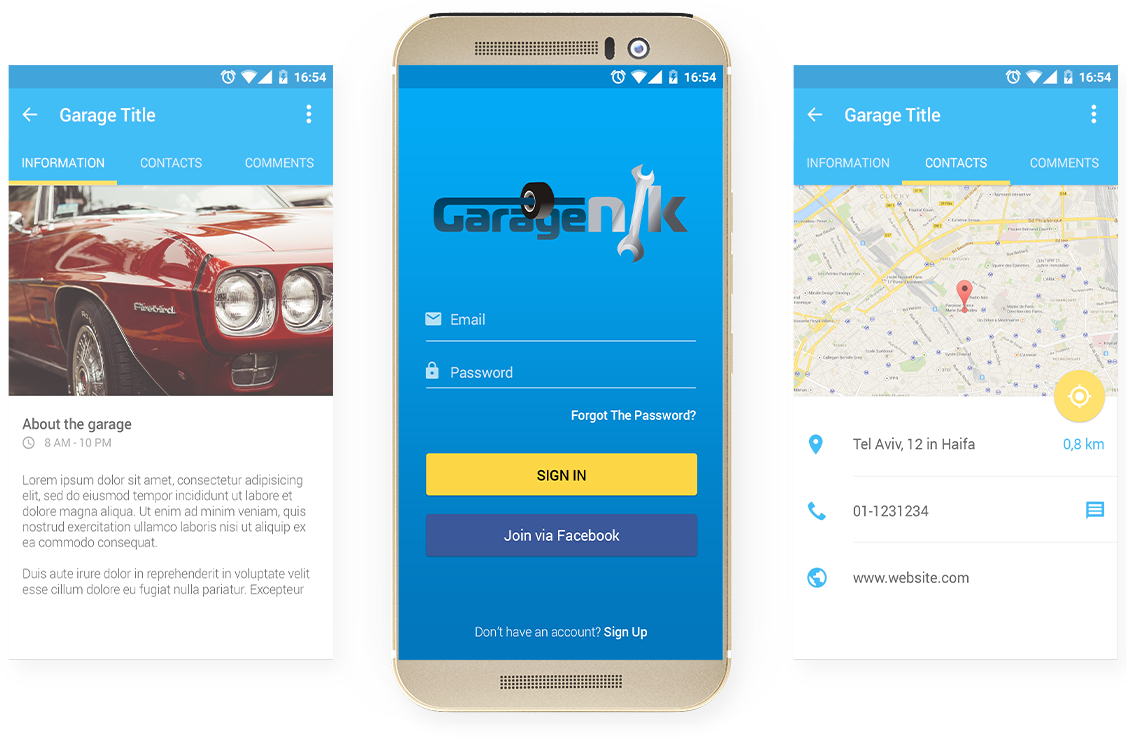 16:54
Garage Title
INFORMATION CONTACTS COMMENTS
Firebird
About the garage
8 AM - 10 PM
Lorem ipsum dolor sit amet, consectetur adipisicing
elit, sed do eiusmod tempor incididunt ut labore et
dolore magna aliqua. Ut enim ad minim veniam, quis
nostrud exercitation ullamco laboris nisi ut aliquip ex
ea commodo consequat.
Duis aute irure dolor in reprehenderit in voluptate velit
esse cillum dolore eu fugiat nulla pariatur. Excepteur
16:54
GarageNik
Email
Password
Forgot The Password?
SIGN IN
Join via Facebook
Don't have an account? Sign Up
16:54
Garage Title
INFORMATION CONTACTS COMMENTS
CLICHY
Tel Aviv, 12 in Haifa 0,8 km
01-1231234
www.website.com